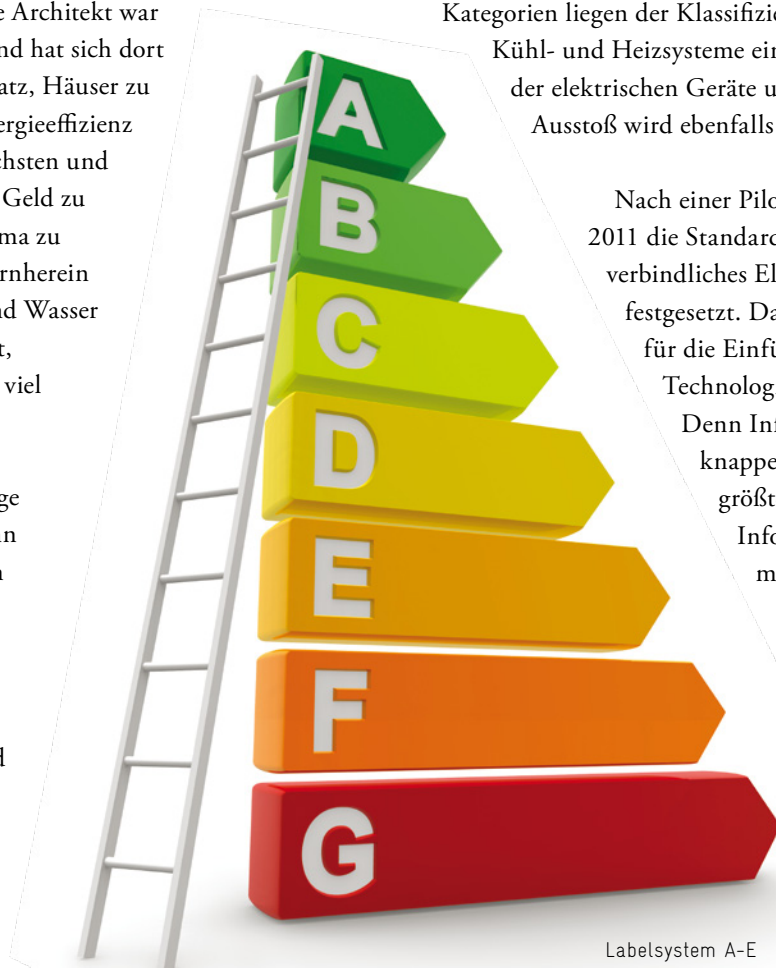 e Architekt war
nd hat sich dort
atz, Häuser zu
ergieeffizienz
chsten und
Geld zu
ma zu
rnherein
nd Wasser
t,
viel
ge
n
n
d
A
B
C
D
E
F
G
Labelsystem A-E
Kategorien liegen der Klassifizie
Kühl- und Heizsysteme ein
der elektrischen Geräte u
Ausstoß wird ebenfalls
Nach einer Pilo
2011 die Standard
verbindliches El
festgesetzt. Da
für die Einfü
Technolog
Denn Inf
knappe
größt
Info
m